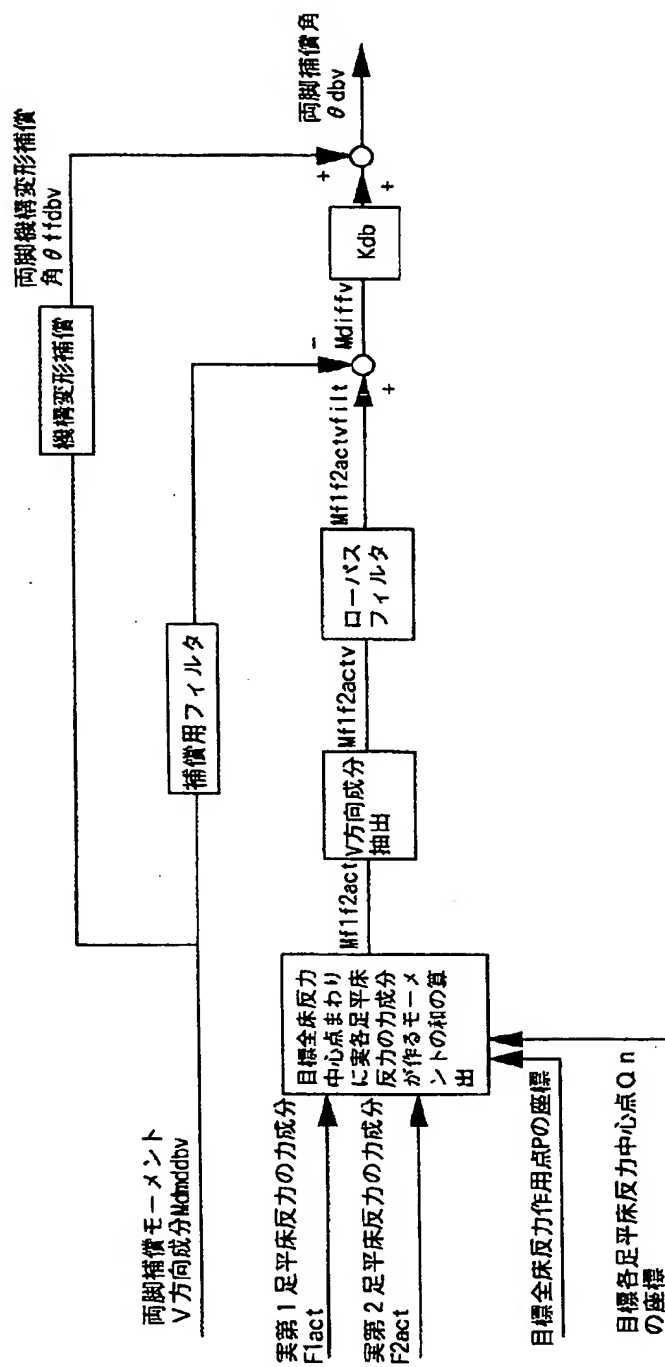 両脚機構変形補償
角θffdbv
機構変形補償
両脚補償角
θdbv
両脚補償モーメント
V方向成分Mdmddbv
補償用フィルタ
+
+
-
+
Kdb
Mdiffv
Mf1f2actvfilt
ローパス
フィルタ
Mf1f2actv
V方向成分
抽出
Mf1f2act
目標全床反力
中心点まわり
に実各足平床
反力の力成分
が作るモーメ
ントの和の算
出
実第1足平床反力の力成分
F1act
実第2足平床反力の力成分
F2act
目標全床反力作用点Pの座標
目標各足平床反力中心点Qn
の座標